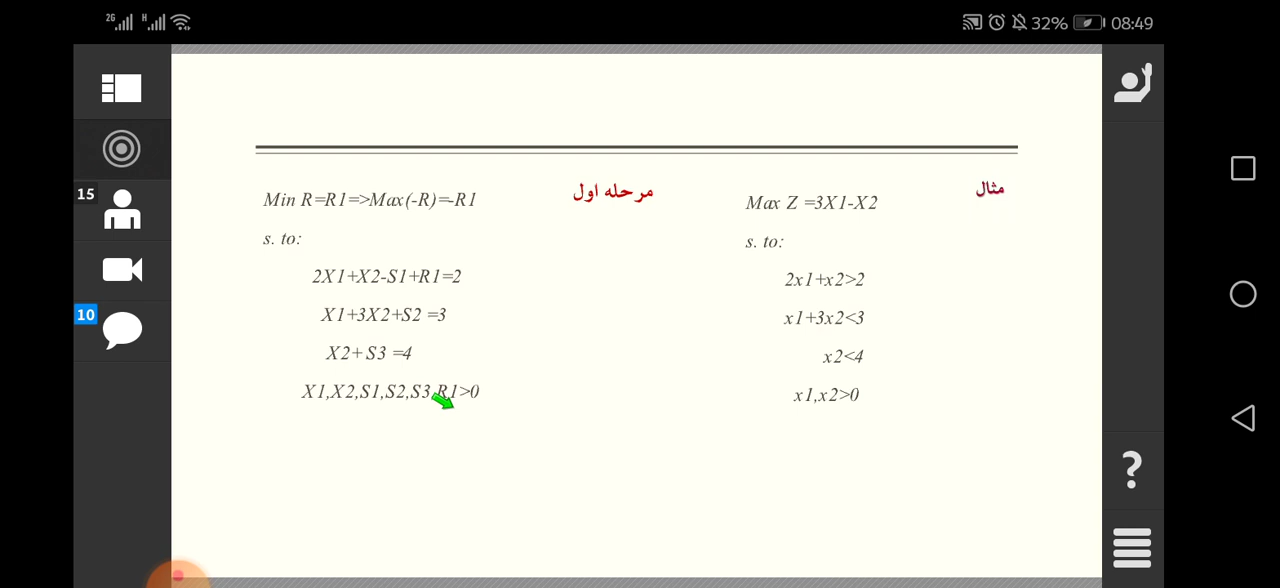 2G H 32% 08:49
مثال
Max Z =3X1-X2
s. to:
2x1+x2>2
x1+3x2<3
x2<4
x1,x2>0
مرحله اول
Min R=R1=>Max(-R)=-R1
s. to:
2X1+X2-S1+R1=2
X1+3X2+S2 =3
X2+ S3 =4
X1,X2,S1,S2,S3,R1>0
15
10
?